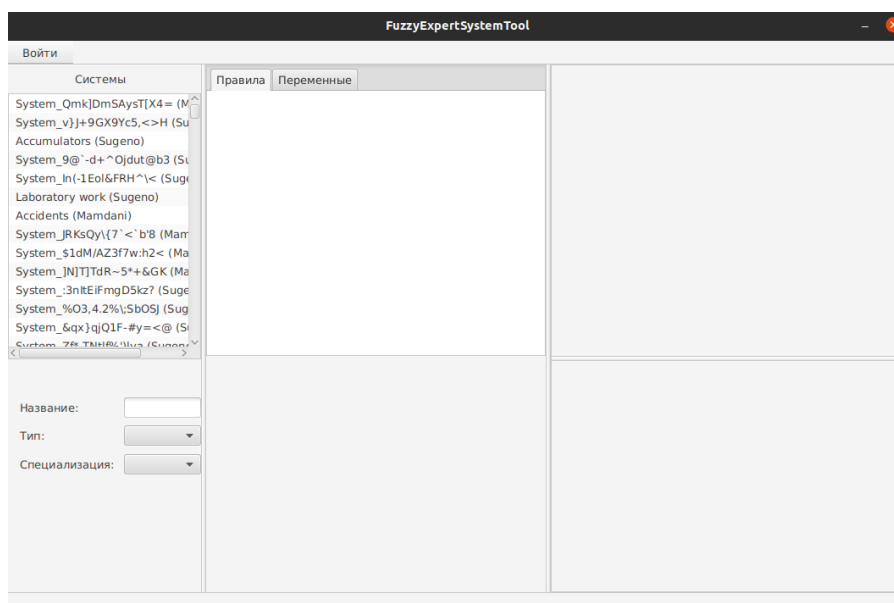 FuzzyExpertSystemTool
Войти
Системы
System_Qmk]DmSAysT[X4= (M
System_v}J+9GX9Yc5,<>H (Su
Accumulators (Sugeno)
System_9@`-d+^Ojdut@b3 (Su
System_In(-1Eol&FRH^\< (Suge
Laboratory work (Sugeno)
Accidents (Mamdani)
System_JRKsQy\{7`<`b'8 (Mam
System_$1dM/AZ3f7w:h2< (Ma
System_]N]T]TdR~5*+&GK (Ma
System_:3nItEiFmgD5kz? (Suge
System_%O3,4.2%\;SbOSJ (Sug
System_&qx}qjQ1F-#y=<@ (Su
Правила Переменные
Название:
Тип:
Специализация: